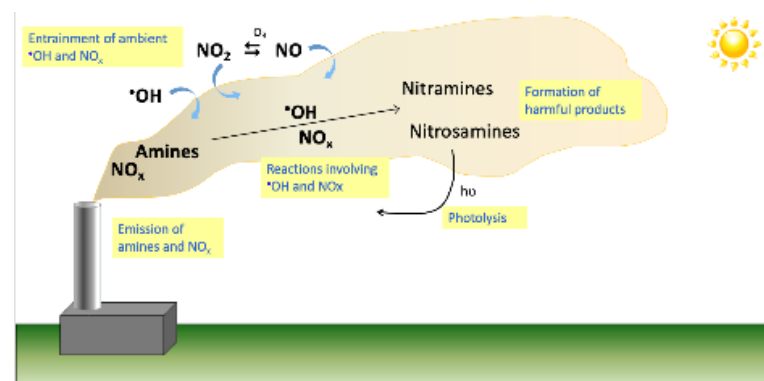 Entrainment of ambient
•OH and NOx
NO2 ⇆ NO
•OH
Nitramines
Formation of
harmful products
•OH
NOx
Nitrosamines
Amines
NOx
Reactions involving
•OH and NOx
hυ
Photolysis
Emission of
amines and NOx